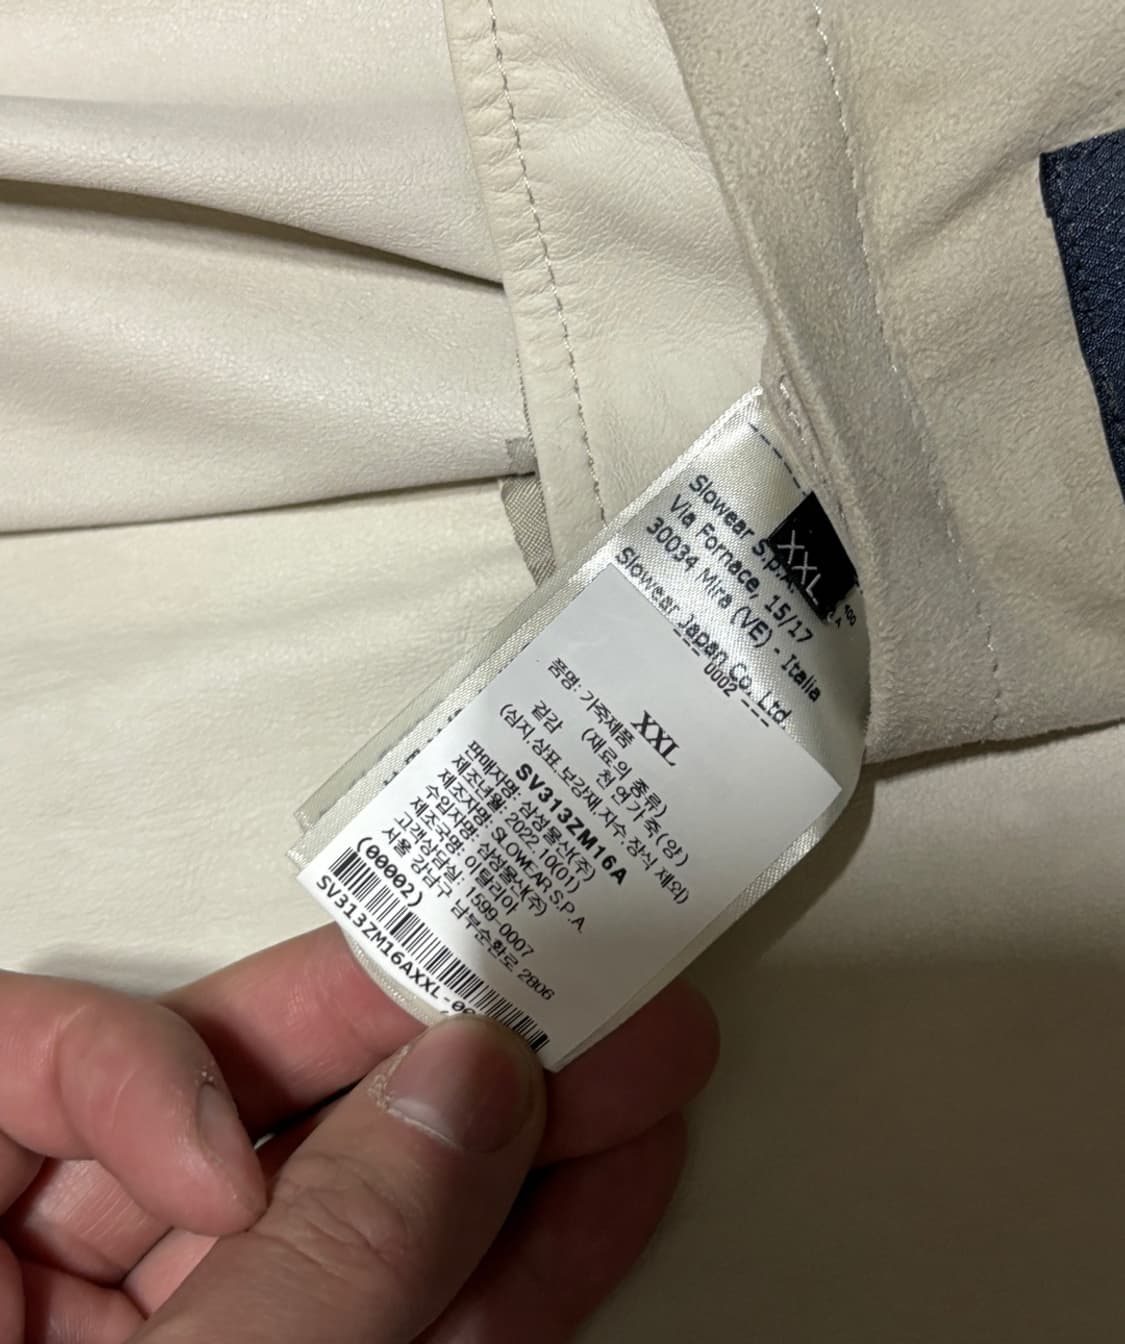 XXL
Slowear S.p.A.
Via Fornace, 15/17
30034 Mira (VE) - Italia
Slowear Japan Co. Ltd
--- 0002 ---
XXL
품명: 가죽제품
(재료의 종류)
겉감 천연가죽(양)
(심지.상표.보강재.자수.장식 제외)
SV313ZM16A
판매자명: 삼성물산(주)
제조년월: 2022.10(01)
제조자명: SLOWEAR S.P.A.
수입자명: 삼성물산(주)
제조국명: 이탈리아
고객상담실: 1599-0007
서울 강남구 남부순환로 2806
(00002)
SV313ZM16AXXL-00